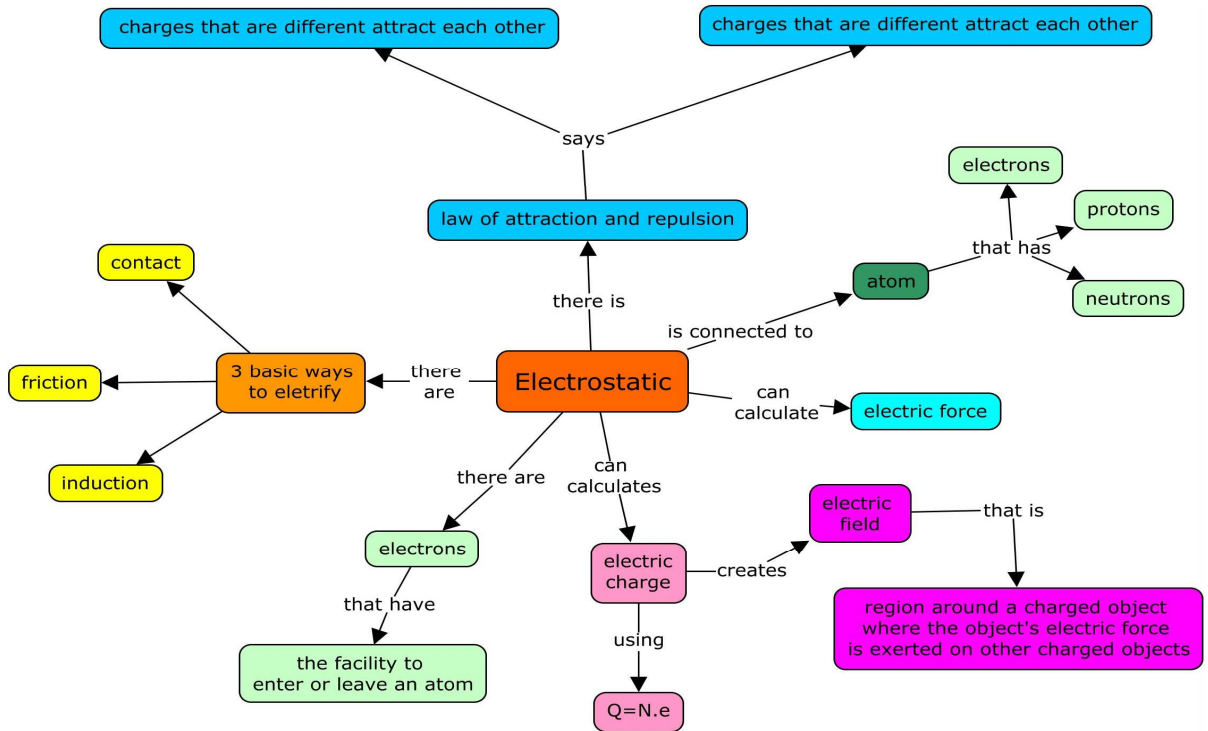 charges that are different attract each other
charges that are different attract each other
says
law of attraction and repulsion
electrons
protons
that has
neutrons
atom
contact
there is
is connected to
friction
3 basic ways
to eletrify
there
are
Electrostatic
can
calculate
electric force
induction
there are
can
calculates
electric
field
that is
electrons
electric
charge
creates
that have
using
region around a charged object
where the object's electric force
is exerted on other charged objects
the facility to
enter or leave an atom
Q=N.e